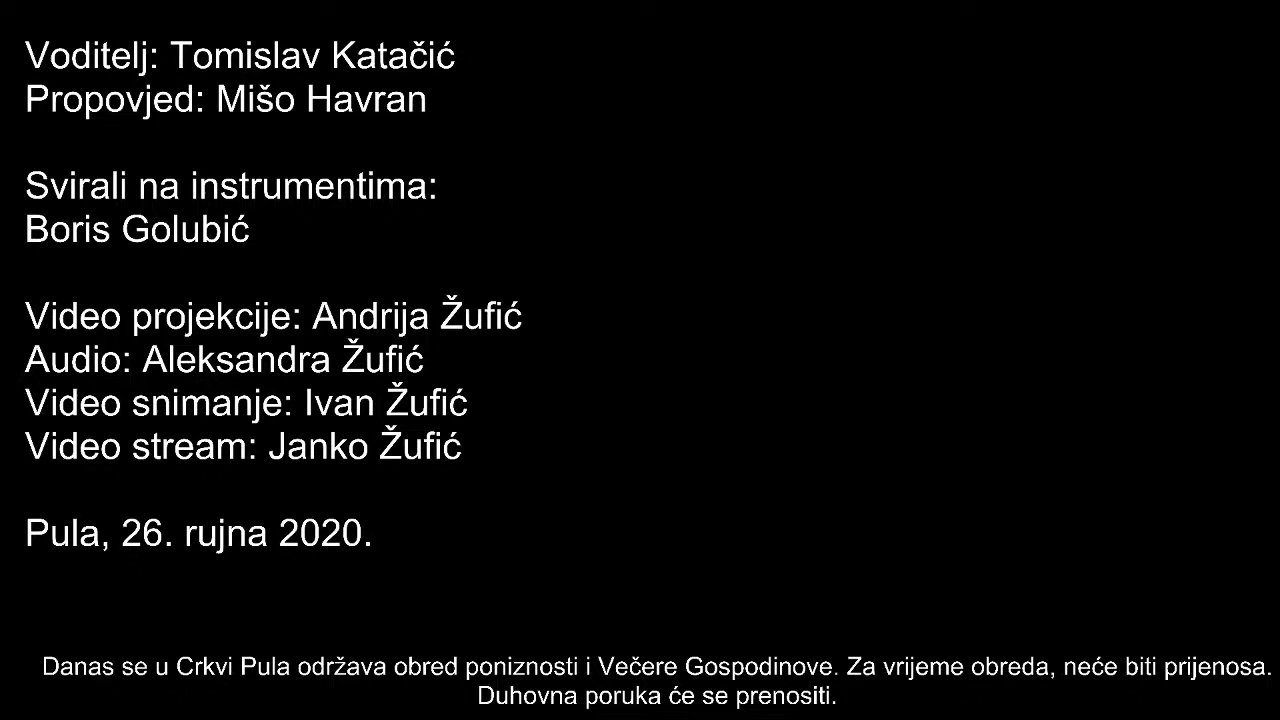 Voditelj: Tomislav Katačić
Propovjed: Mišo Havran
Svirali na instrumentima:
Boris Golubić
Video projekcije: Andrija Žufić
Audio: Aleksandra Žufić
Video snimanje: Ivan Žufić
Video stream: Janko Žufić
Pula, 26. rujna 2020.
Danas se u Crkvi Pula održava obred poniznosti i Večere Gospodinove. Za vrijeme obreda, neće biti prijenosa.
Duhovna poruka će se prenositi.